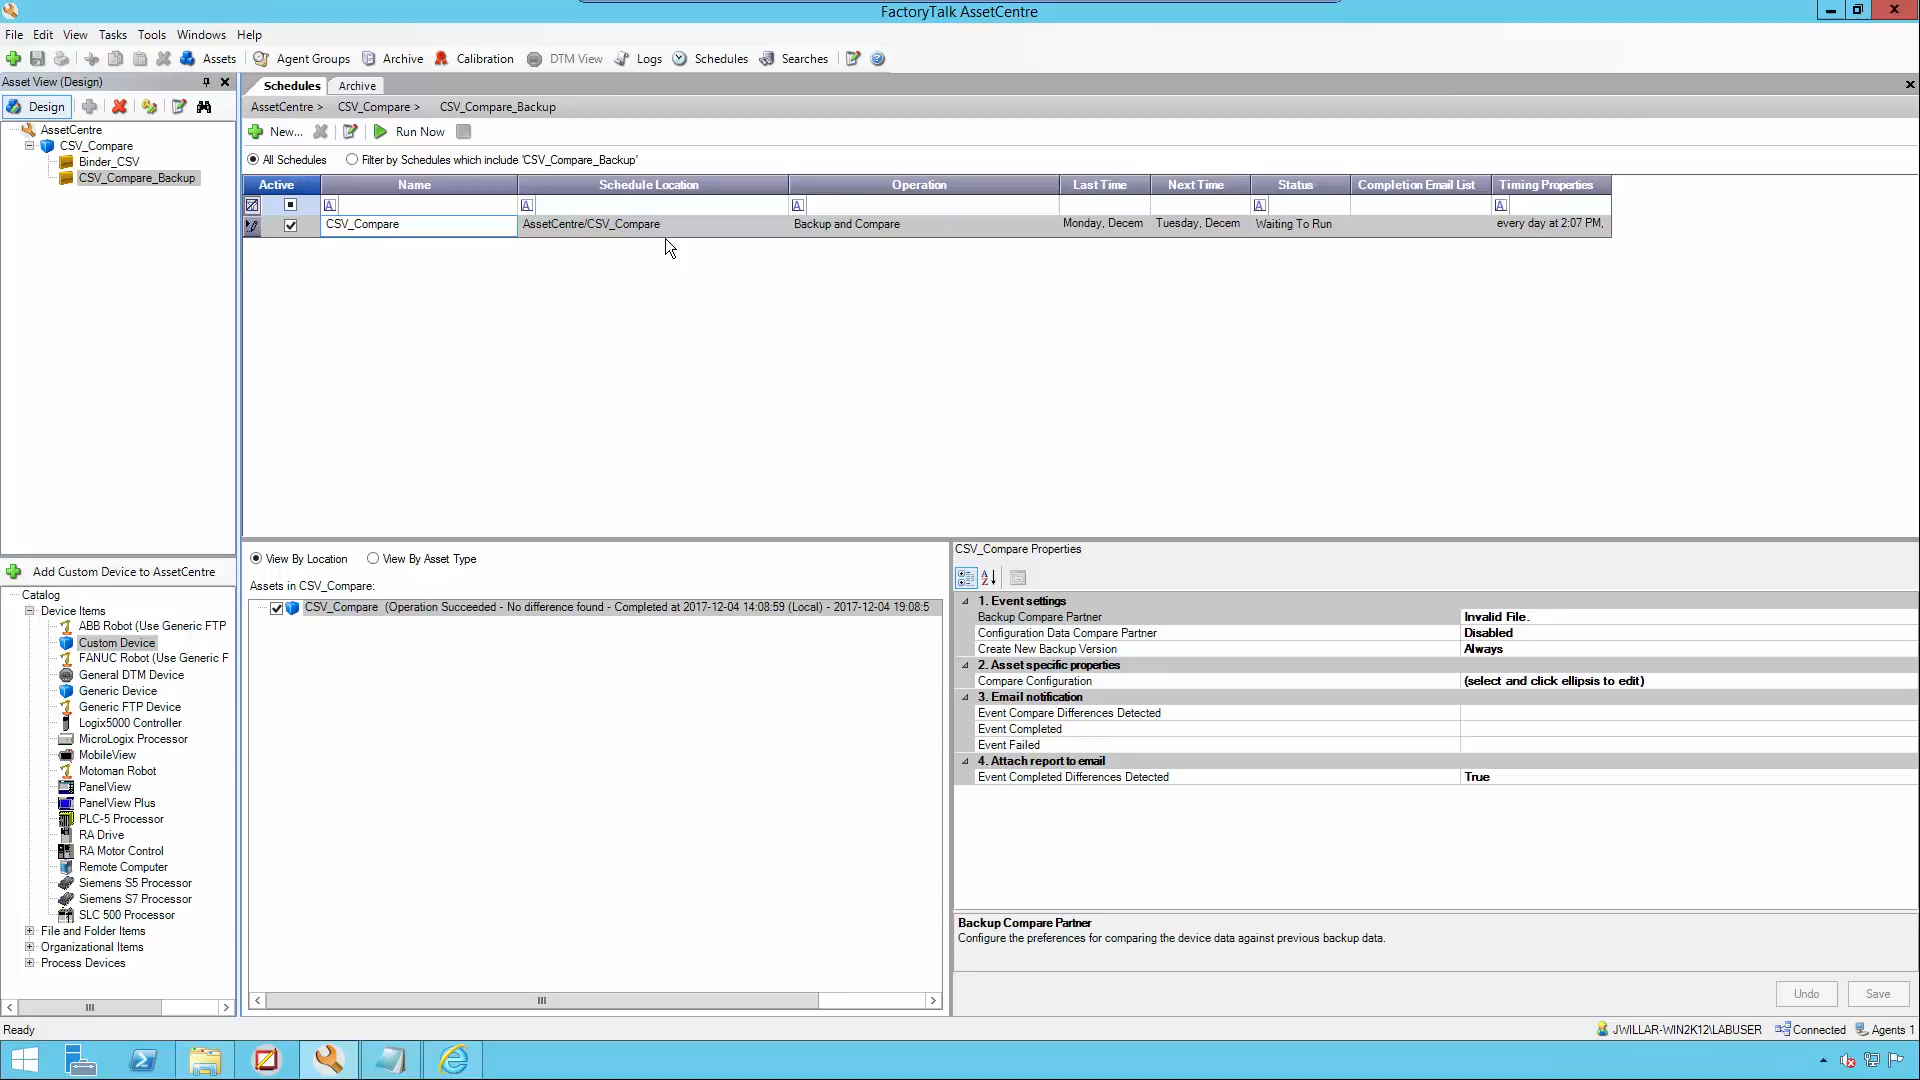 FactoryTalk AssetCentre
File Edit View Tasks Tools Windows Help
Assets Agent Groups Archive Calibration DTM View Logs Schedules Searches
Asset View (Design)
Design
AssetCentre
CSV_Compare
Binder_CSV
CSV_Compare_Backup
Schedules Archive
AssetCentre > CSV_Compare > CSV_Compare_Backup
New... Run Now
All Schedules Filter by Schedules which include 'CSV_Compare_Backup'
Active Name Schedule Location Operation Last Time Next Time Status Completion Email List Timing Properties
A A A A A
CSV_Compare AssetCentre/CSV_Compare Backup and Compare Monday, Decem Tuesday, Decem Waiting To Run every day at 2:07 PM,
Add Custom Device to AssetCentre
Catalog
Device Items
ABB Robot (Use Generic FTP
Custom Device
FANUC Robot (Use Generic F
General DTM Device
Generic Device
Generic FTP Device
Logix5000 Controller
MicroLogix Processor
MobileView
Motoman Robot
PanelView
PanelView Plus
PLC-5 Processor
RA Drive
RA Motor Control
Remote Computer
Siemens S5 Processor
Siemens S7 Processor
SLC 500 Processor
File and Folder Items
Organizational Items
Process Devices
View By Location View By Asset Type
Assets in CSV_Compare:
CSV_Compare (Operation Succeeded - No difference found - Completed at 2017-12-04 14:08:59 (Local) - 2017-12-04 19:08:5
CSV_Compare Properties
1. Event settings
Backup Compare Partner Invalid File.
Configuration Data Compare Partner Disabled
Create New Backup Version Always
2. Asset specific properties
Compare Configuration (select and click ellipsis to edit)
3. Email notification
Event Compare Differences Detected
Event Completed
Event Failed
4. Attach report to email
Event Completed Differences Detected True
Backup Compare Partner
Configure the preferences for comparing the device data against previous backup data.
Undo Save
Ready JWILLAR-WIN2K12\LABUSER Connected Agents 1